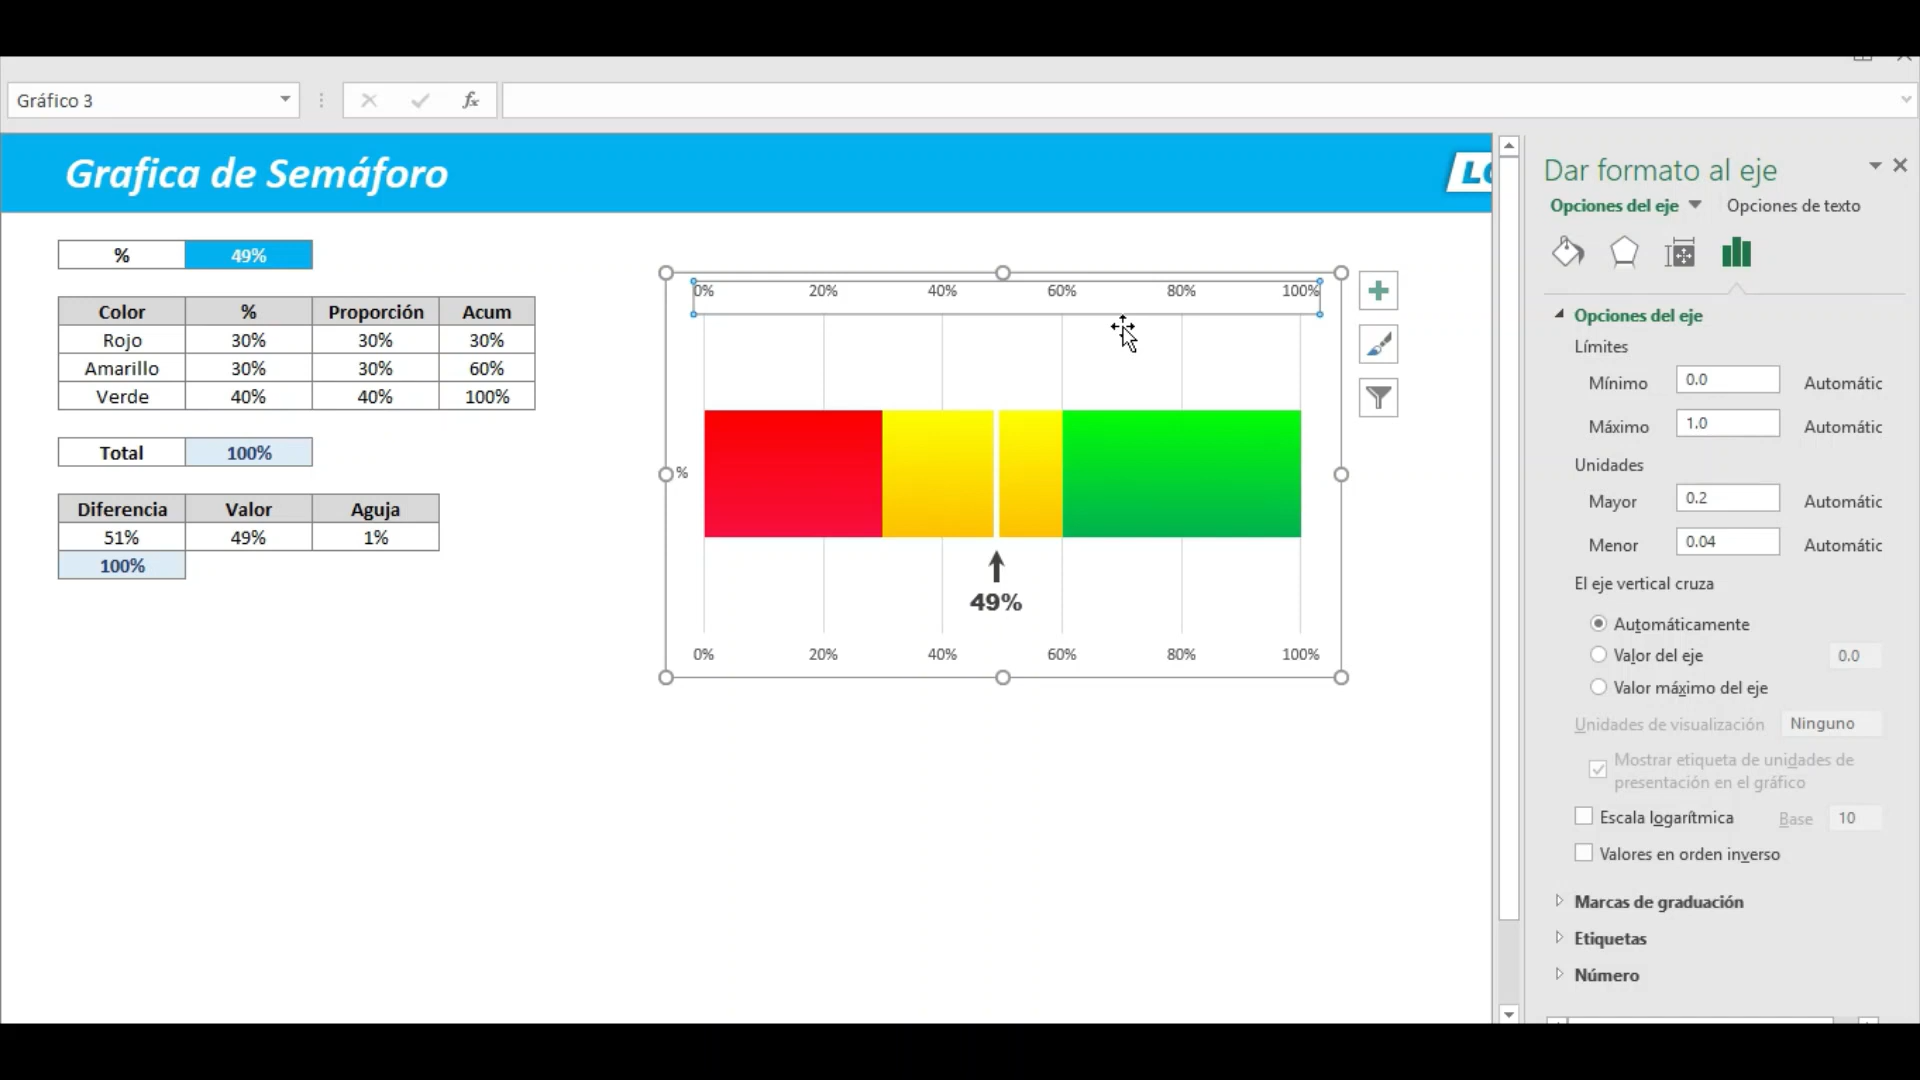 Gráfico 3
fx
Grafica de Semáforo
LO
% 49%
Color % Proporción Acum
Rojo 30% 30% 30%
Amarillo 30% 30% 60%
Verde 40% 40% 100%
Total 100%
Diferencia Valor Aguja
51% 49% 1%
100%
0% 20% 40% 60% 80% 100%
%
49%
0% 20% 40% 60% 80% 100%
Dar formato al eje
Opciones del eje Opciones de texto
Opciones del eje
Límites
Mínimo 0.0 Automátic
Máximo 1.0 Automátic
Unidades
Mayor 0.2 Automátic
Menor 0.04 Automátic
El eje vertical cruza
Automáticamente
Valor del eje 0.0
Valor máximo del eje
Unidades de visualización Ninguno
Mostrar etiqueta de unidades de
presentación en el gráfico
Escala logarítmica Base 10
Valores en orden inverso
Marcas de graduación
Etiquetas
Número